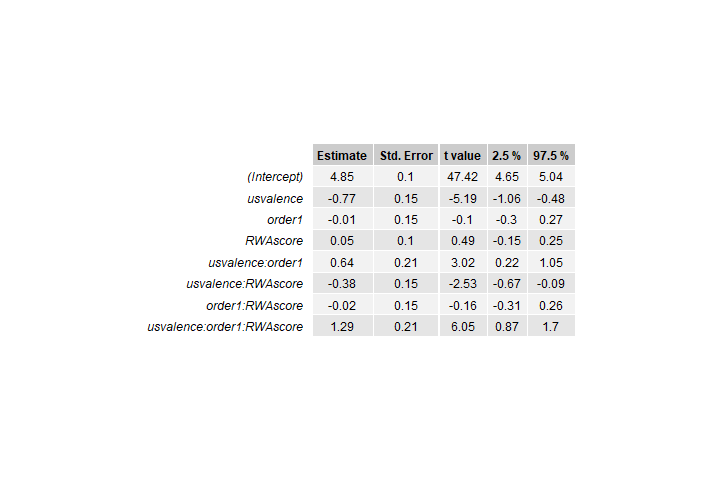 Estimate Std. Error t value 2.5 % 97.5 %
(Intercept) 4.85 0.1 47.42 4.65 5.04
usvalence -0.77 0.15 -5.19 -1.06 -0.48
order1 -0.01 0.15 -0.1 -0.3 0.27
RWAscore 0.05 0.1 0.49 -0.15 0.25
usvalence:order1 0.64 0.21 3.02 0.22 1.05
usvalence:RWAscore -0.38 0.15 -2.53 -0.67 -0.09
order1:RWAscore -0.02 0.15 -0.16 -0.31 0.26
usvalence:order1:RWAscore 1.29 0.21 6.05 0.87 1.7